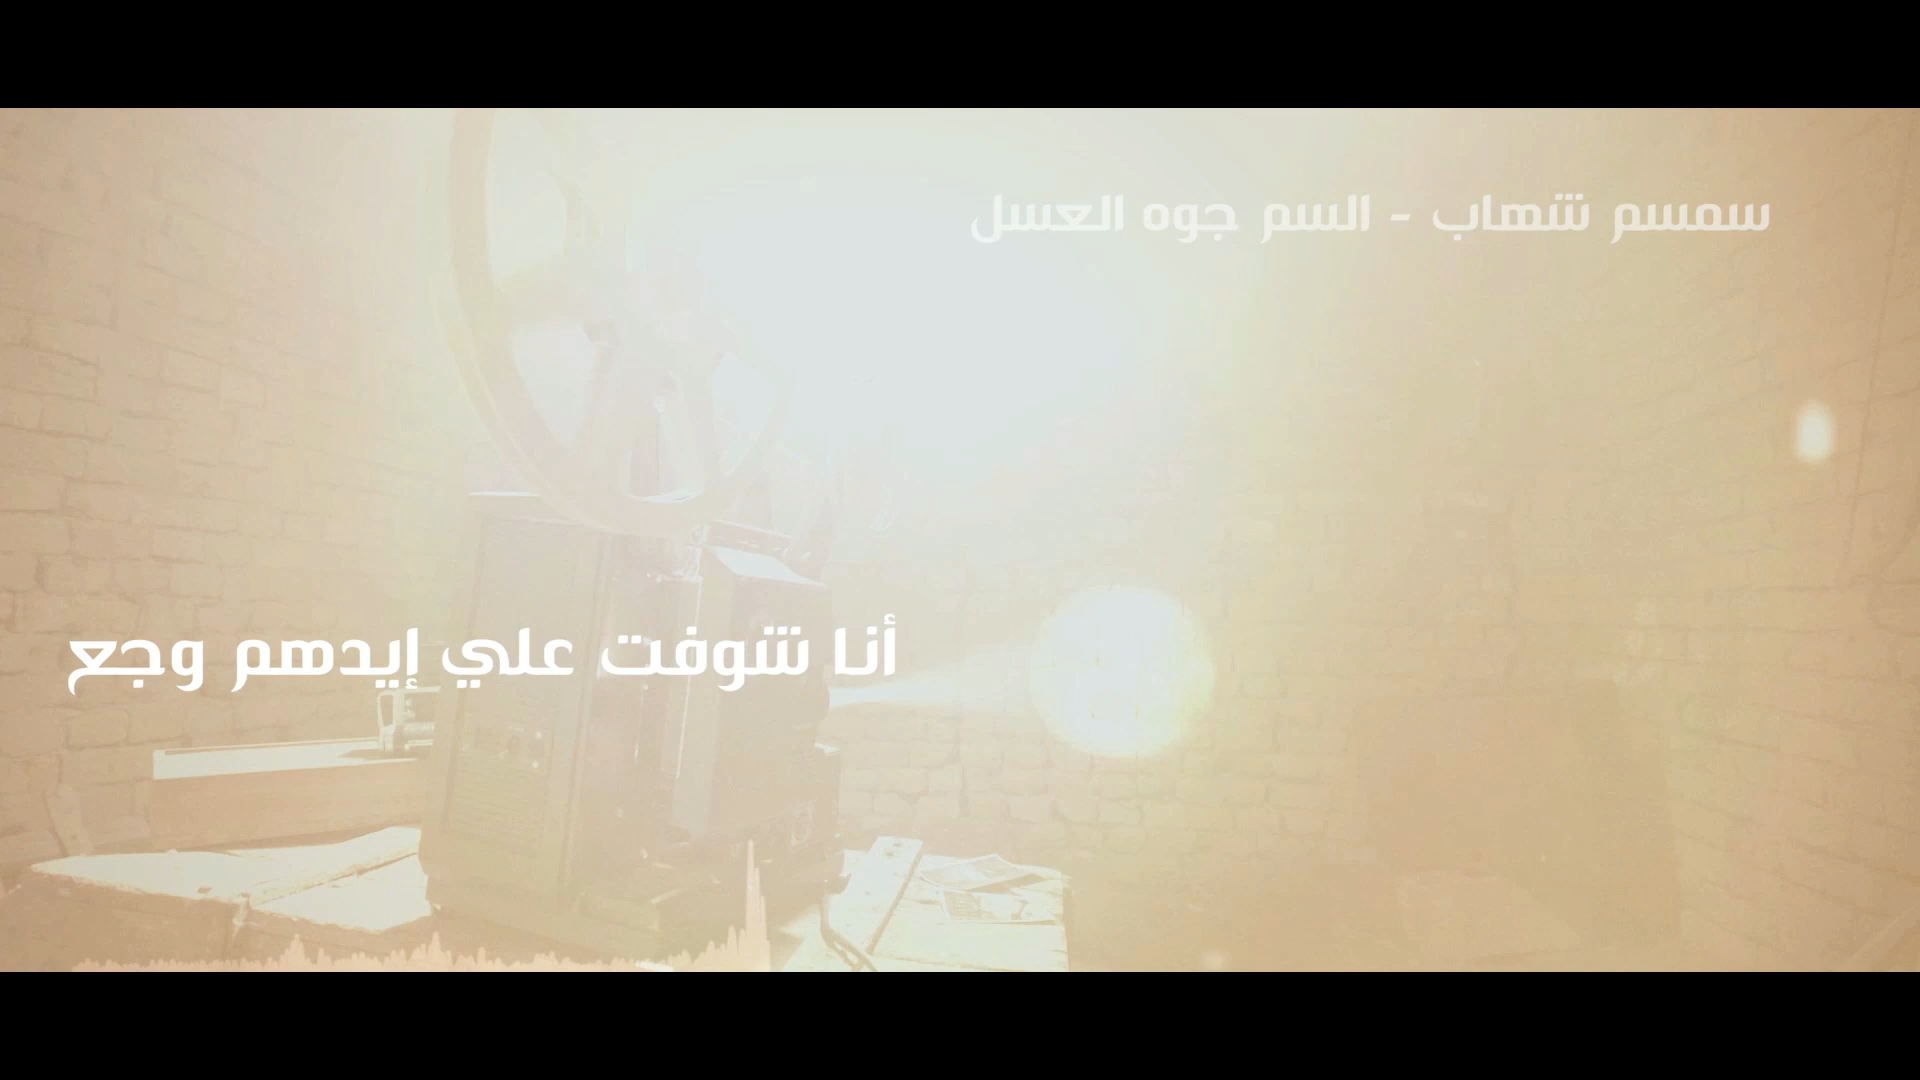 سمسم شهاب - السم جوه العسل
أنا شوفت علي إيدهم وجع